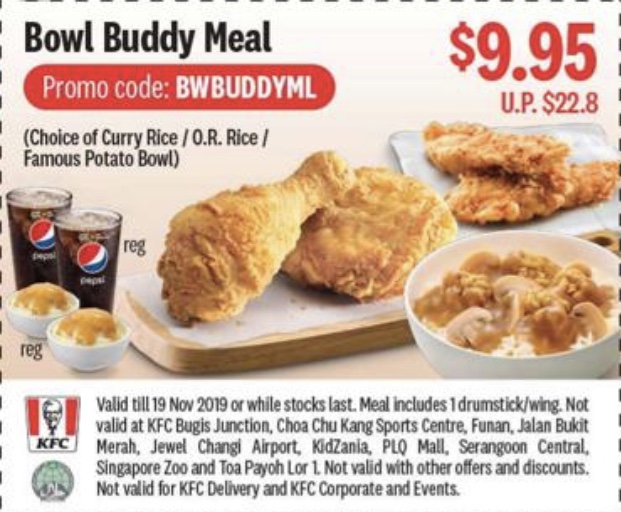 Bowl Buddy Meal
$9.95
Promo code: BWBUDDYML
U.P. $22.8
(Choice of Curry Rice / O.R. Rice /
Famous Potato Bowl)
pepsi
pepsi
reg
reg
Valid till 19 Nov 2019 or while stocks last. Meal includes 1 drumstick/wing. Not
valid at KFC Bugis Junction, Choa Chu Kang Sports Centre, Funan, Jalan Bukit
Merah, Jewel Changi Airport, KidZania, PLQ Mall, Serangoon Central,
Singapore Zoo and Toa Payoh Lor 1. Not valid with other offers and discounts.
Not valid for KFC Delivery and KFC Corporate and Events.
KFC